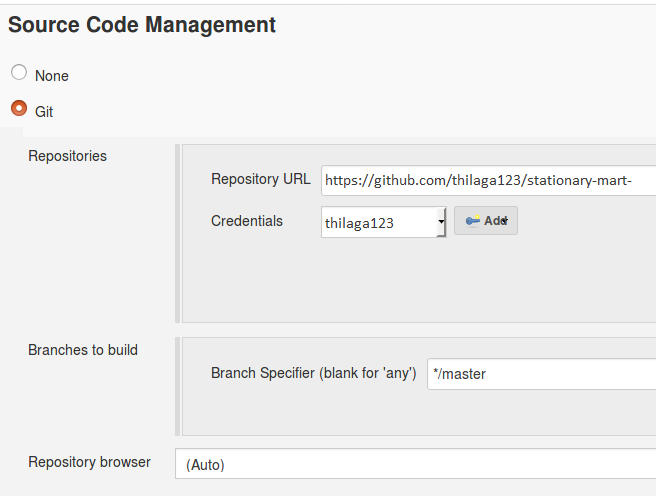 Source Code Management
None
Git
Repositories
Repository URL https://github.com/thilaga123/stationary-mart-
Credentials thilaga123 Add
Branches to build
Branch Specifier (blank for 'any') */master
Repository browser (Auto)